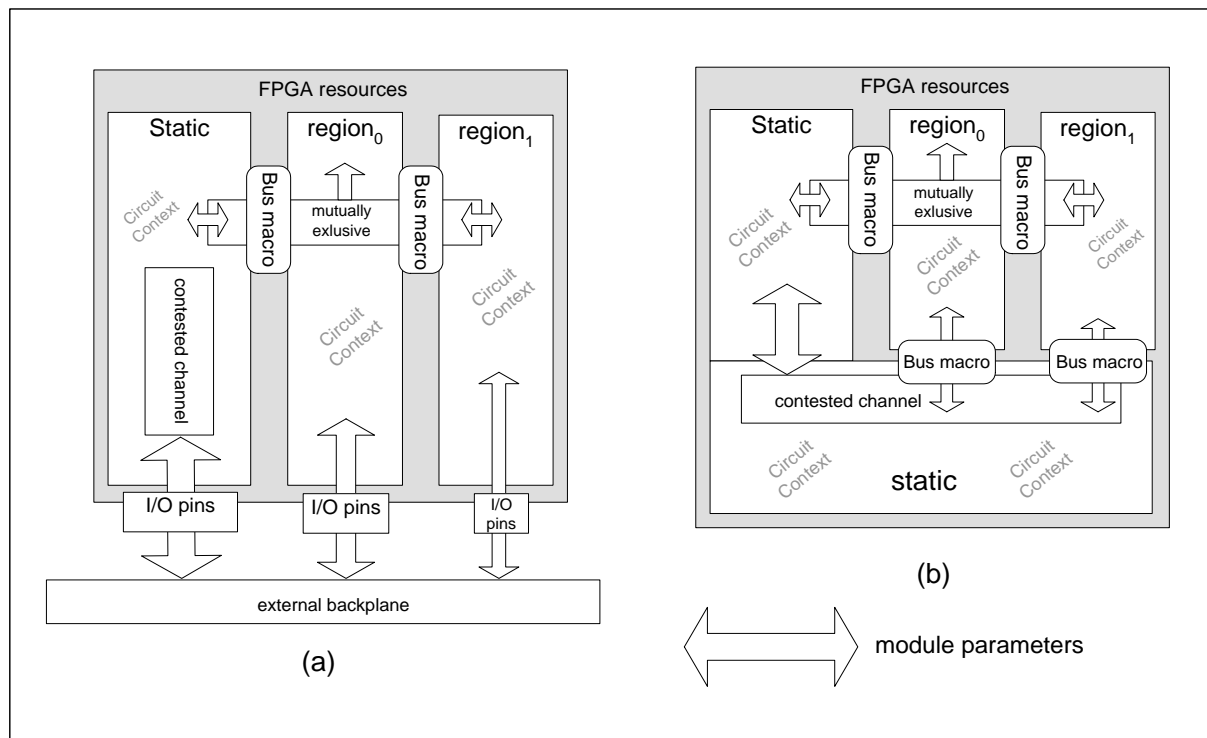 FPGA resources
Static
region0
region1
Bus macro
Bus macro
mutually
exlusive
Circuit
Context
Circuit
Context
Circuit
Context
contested channel
I/O pins
I/O pins
I/O
pins
external backplane
(a)
FPGA resources
Static
region0
region1
Bus macro
Bus macro
mutually
exlusive
Circuit
Context
Circuit
Context
Circuit
Context
Bus macro
Bus macro
contested channel
Circuit
Context
Circuit
Context
static
(b)
module parameters